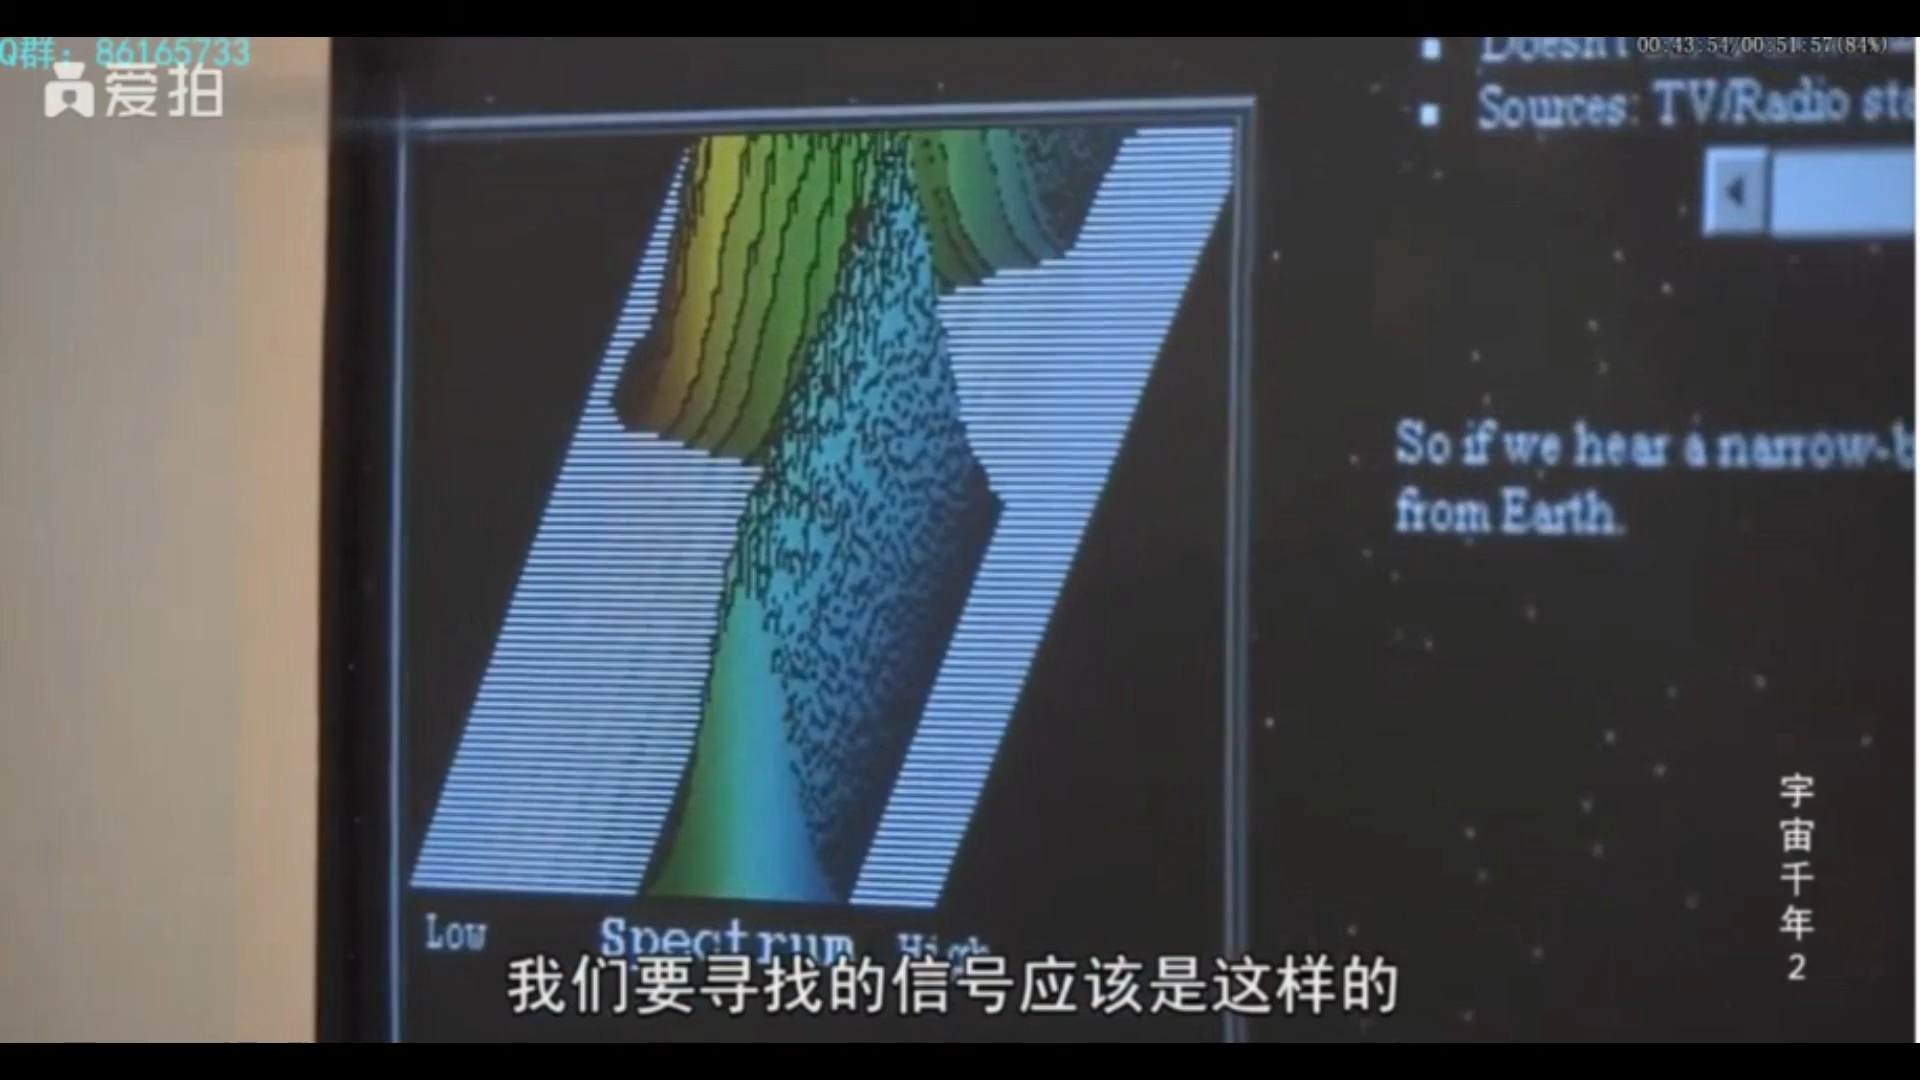 Q群：86165733
爱拍
00:43:54/00:51:57(84%)
Doesn't
Sources: TV/Radio
So if we hear a narrow-
from Earth.
Low Spectrum High
我们要寻找的信号应该是这样的
宇宙千年2